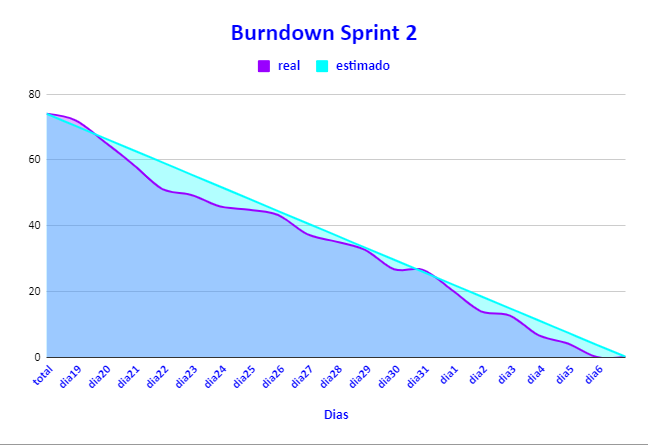 Burndown Sprint 2
real estimado
80
60
40
20
0
total dia19 dia20 dia21 dia22 dia23 dia24 dia25 dia26 dia27 dia28 dia29 dia30 dia31 dia1 dia2 dia3 dia4 dia5 dia6
Dias